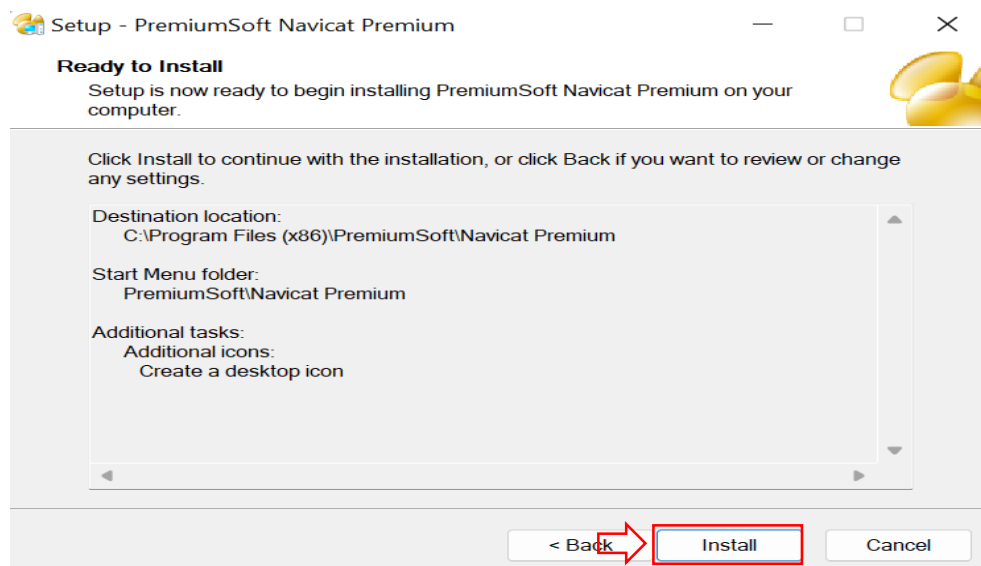 Setup - PremiumSoft Navicat Premium
Ready to Install
Setup is now ready to begin installing PremiumSoft Navicat Premium on your
computer.
Click Install to continue with the installation, or click Back if you want to review or change
any settings.
Destination location:
C:\Program Files (x86)\PremiumSoft\Navicat Premium
Start Menu folder:
PremiumSoft\Navicat Premium
Additional tasks:
Additional icons:
Create a desktop icon
< Back
Install
Cancel